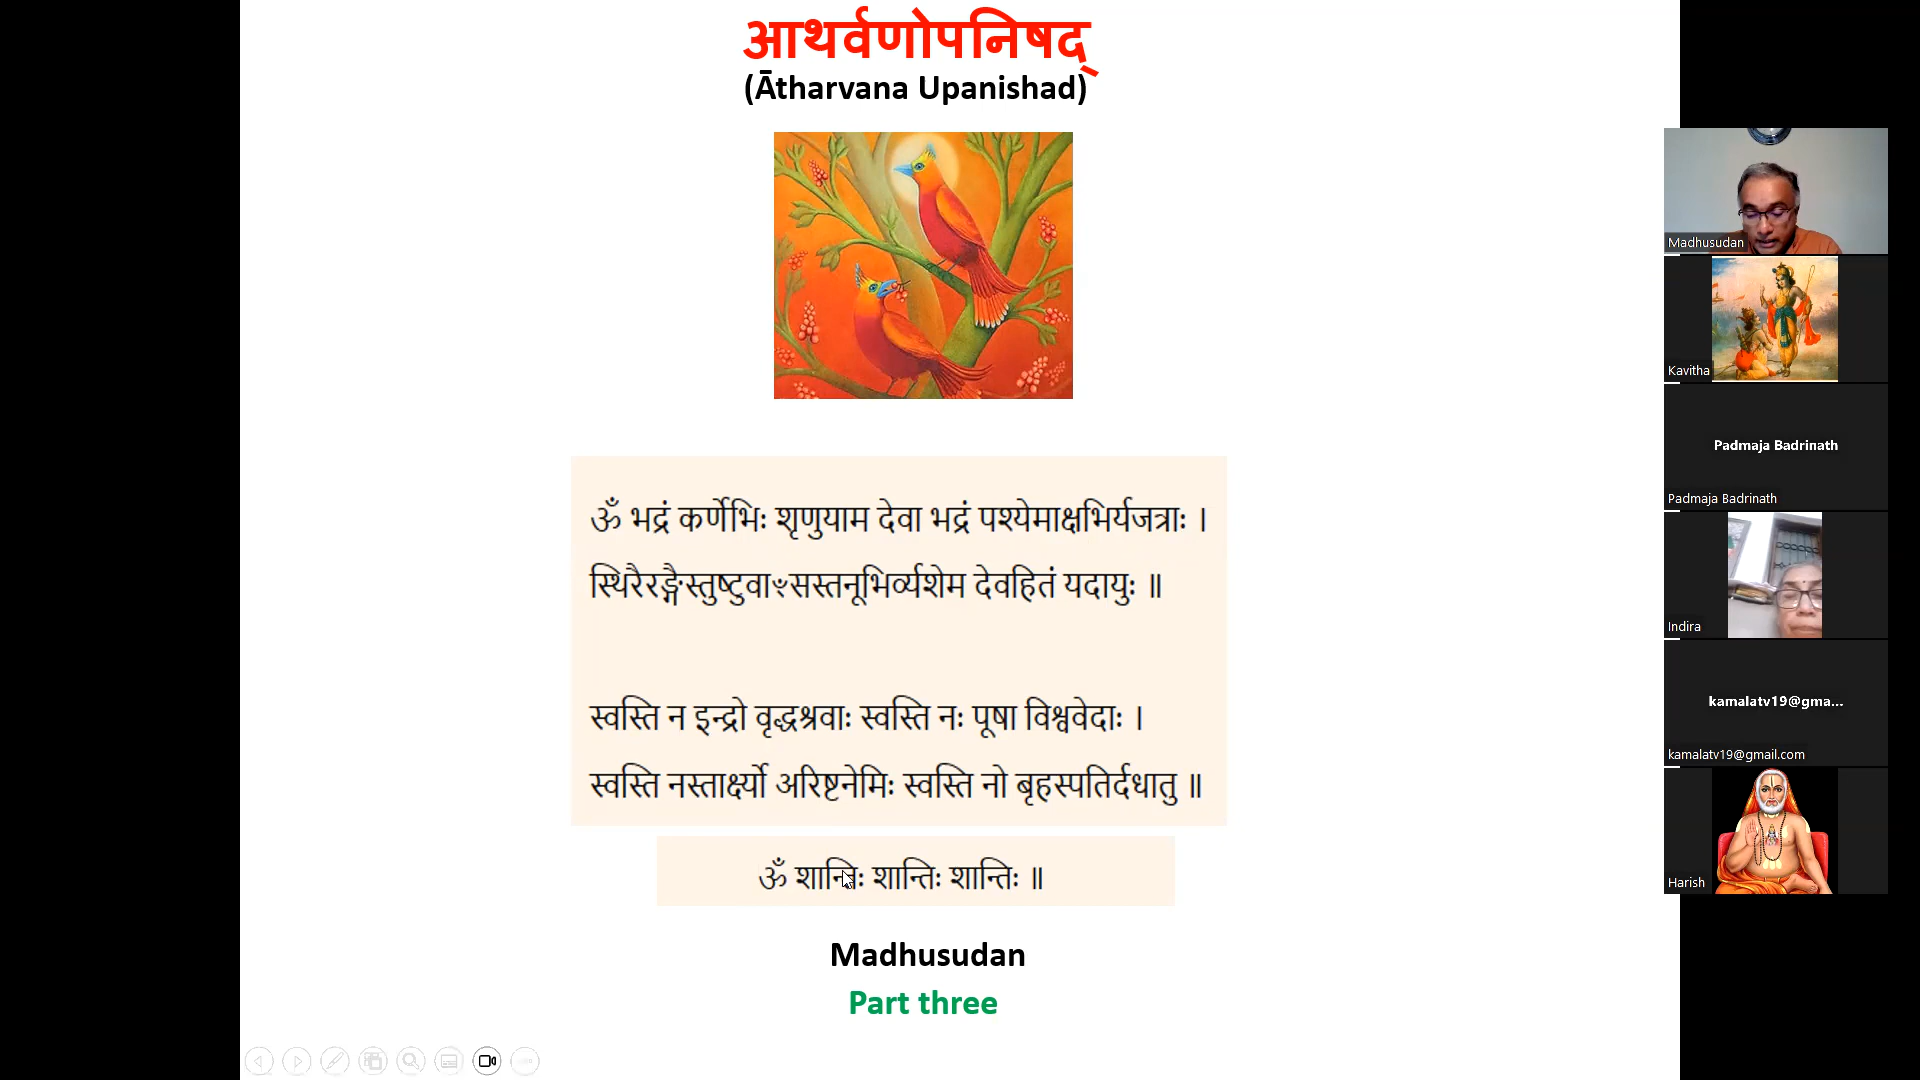 आथर्वणोपनिषद्
(Ātharvana Upanishad)
ॐ भद्रं कर्णेभिः शृणुयाम देवा भद्रं पश्येमाक्षभिर्यजत्राः ।
स्थिरैरङ्गैस्तुष्टुवाꣳसस्तनूभिर्व्यशेम देवहितं यदायुः ॥
स्वस्ति न इन्द्रो वृद्धश्रवाः स्वस्ति नः पूषा विश्ववेदाः ।
स्वस्ति नस्तार्क्ष्यो अरिष्टनेमिः स्वस्ति नो बृहस्पतिर्दधातु ॥
ॐ शान्तिः शान्तिः शान्तिः ॥
Madhusudan
Part three
Madhusudan
Kavitha
Padmaja Badrinath
Padmaja Badrinath
Indira
kamalatv19@gma...
kamalatv19@gmail.com
Harish